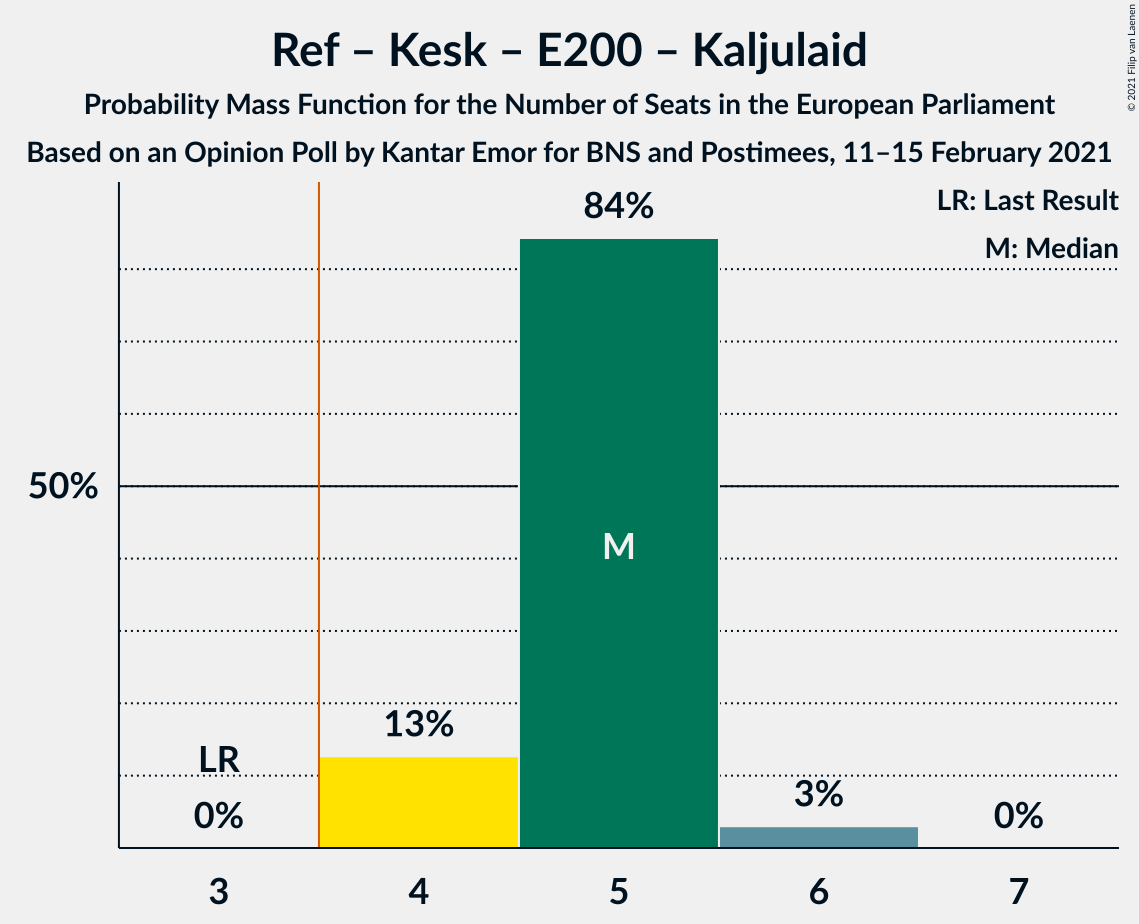 Ref – Kesk – E200 – Kaljulaid
Probability Mass Function for the Number of Seats in the European Parliament
Based on an Opinion Poll by Kantar Emor for BNS and Postimees, 11–15 February 2021
© 2021 Filip van Laenen
LR: Last Result
M: Median
84%
50%
M
13%
LR
3%
0%
0%
3 4 5 6 7